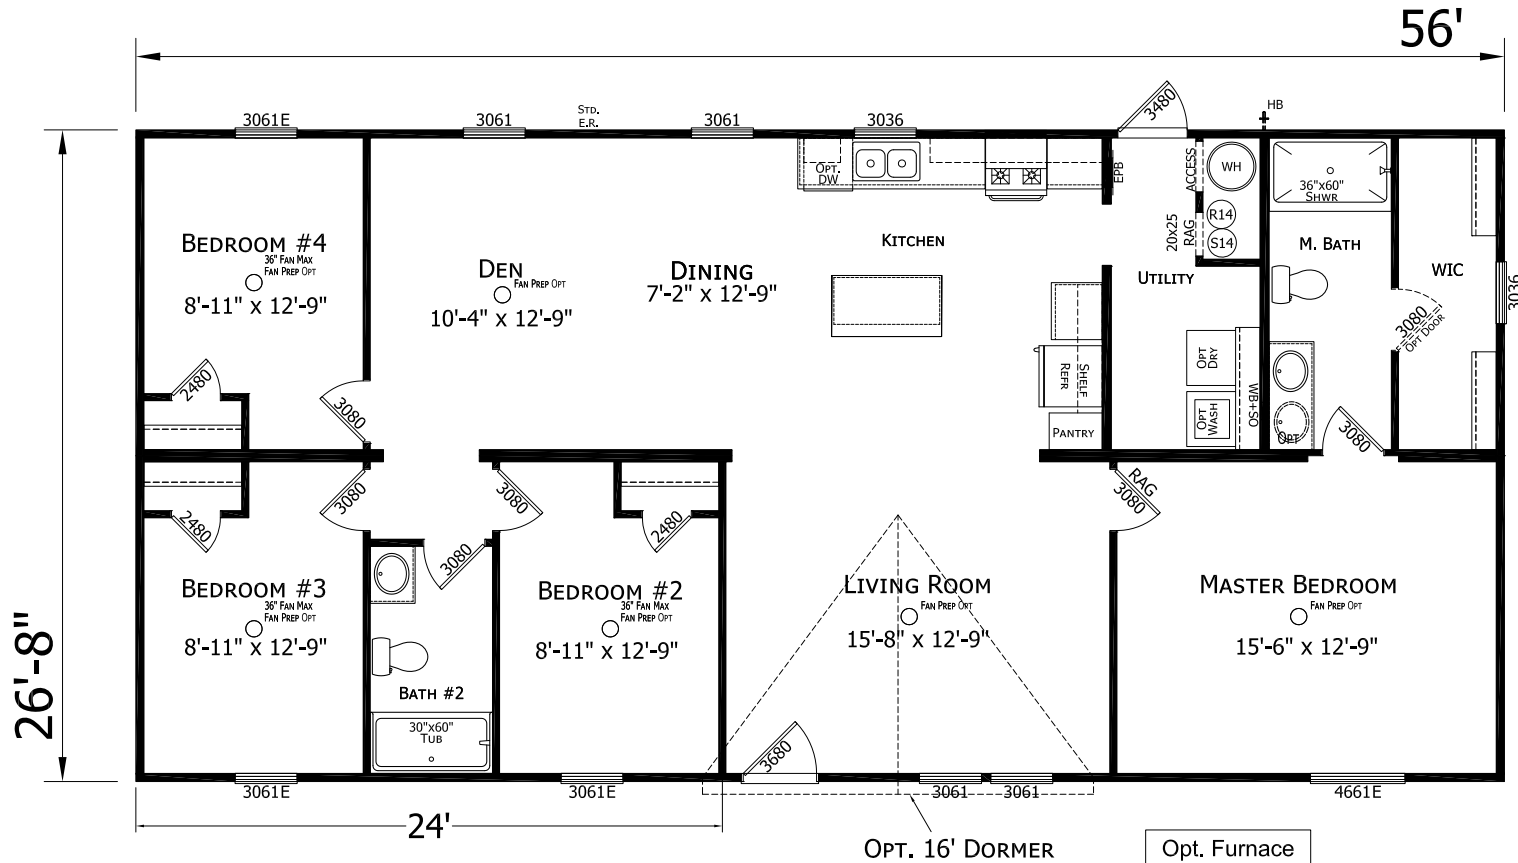 56'
3061E
3061
STD.
E.R.
3061
3036
3480
HB
BEDROOM #4
36" FAN MAX
FAN PREP OPT
8'-11" x 12'-9"
2480
3080
DEN
FAN PREP OPT
10'-4" x 12'-9"
DINING
7'-2" x 12'-9"
OPT.
DW
KITCHEN
EPB
ACCESS
20x25
RAG
WH
R14
S14
UTILITY
36"x60"
SHWR
M. BATH
WIC
3036
3080
OPT DOOR
SHELF
REFR
PANTRY
OPT
DRY
OPT
WASH
WB+SO
OPT
3080
26'-8"
2480
3080
BEDROOM #3
36" FAN MAX
FAN PREP OPT
8'-11" x 12'-9"
3080
BATH #2
30"x60"
TUB
3080
2480
BEDROOM #2
36" FAN MAX
FAN PREP OPT
8'-11" x 12'-9"
LIVING ROOM
FAN PREP OPT
15'-8" x 12'-9"
RAG
3080
MASTER BEDROOM
FAN PREP OPT
15'-6" x 12'-9"
3680
3061E
3061E
3061
3061
4661E
24'
OPT. 16' DORMER
Opt. Furnace